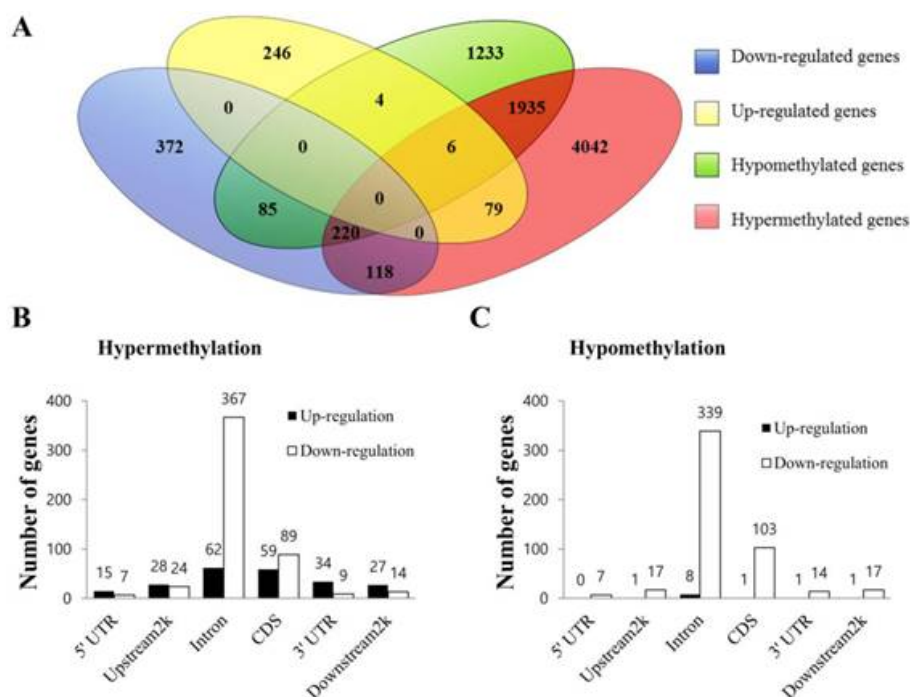 A
246
1233
Down-regulated genes
0
4
1935
Up-regulated genes
372
0
6
4042
Hypomethylated genes
85
0
79
220
0
Hypermethylated genes
118
B
Hypermethylation
Number of genes
400
300
200
100
0
367
Up-regulation
Down-regulation
15
7
28
24
62
59
89
34
9
27
14
5' UTR
Upstream2k
Intron
CDS
3' UTR
Downstream2k
C
Hypomethylation
Number of genes
400
300
200
100
0
339
Up-regulation
Down-regulation
0
7
1
17
8
1
103
1
14
1
17
5' UTR
Upstream2k
Intron
CDS
3' UTR
Downstream2k